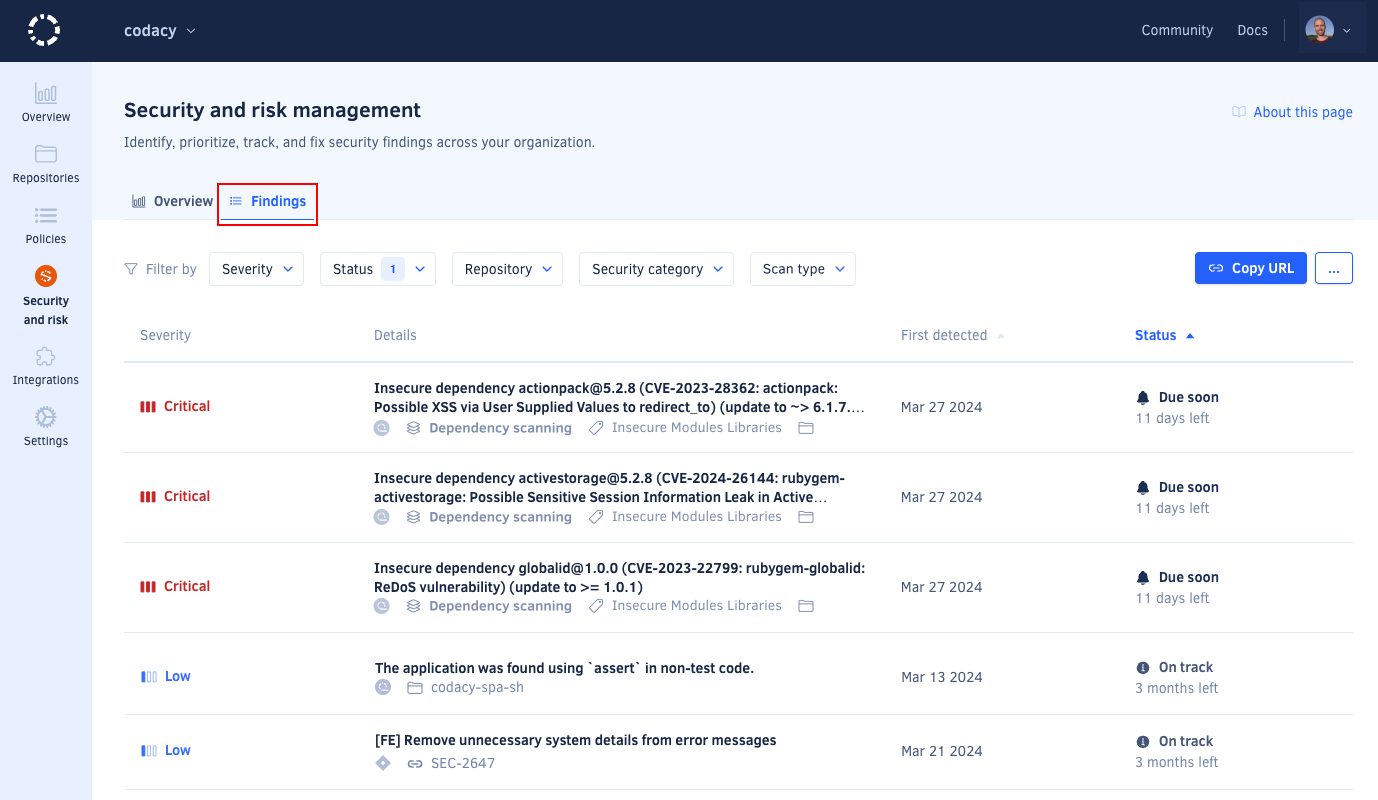 codacy
Community
Docs
Overview
Repositories
Policies
Security
and risk
Integrations
Settings
Security and risk management
About this page
Identify, prioritize, track, and fix security findings across your organization.
Overview
Findings
Filter by
Severity
Status 1
Repository
Security category
Scan type
Copy URL
...
Severity
Details
First detected
Status
Critical
Insecure dependency actionpack@5.2.8 (CVE-2023-28362: actionpack:
Possible XSS via User Supplied Values to redirect_to) (update to ~> 6.1.7.…
Dependency scanning
Insecure Modules Libraries
Mar 27 2024
Due soon
11 days left
Critical
Insecure dependency activestorage@5.2.8 (CVE-2024-26144: rubygem-
activestorage: Possible Sensitive Session Information Leak in Active…
Dependency scanning
Insecure Modules Libraries
Mar 27 2024
Due soon
11 days left
Critical
Insecure dependency globalid@1.0.0 (CVE-2023-22799: rubygem-globalid:
ReDoS vulnerability) (update to >= 1.0.1)
Dependency scanning
Insecure Modules Libraries
Mar 27 2024
Due soon
11 days left
Low
The application was found using `assert` in non-test code.
codacy-spa-sh
Mar 13 2024
On track
3 months left
Low
[FE] Remove unnecessary system details from error messages
SEC-2647
Mar 21 2024
On track
3 months left